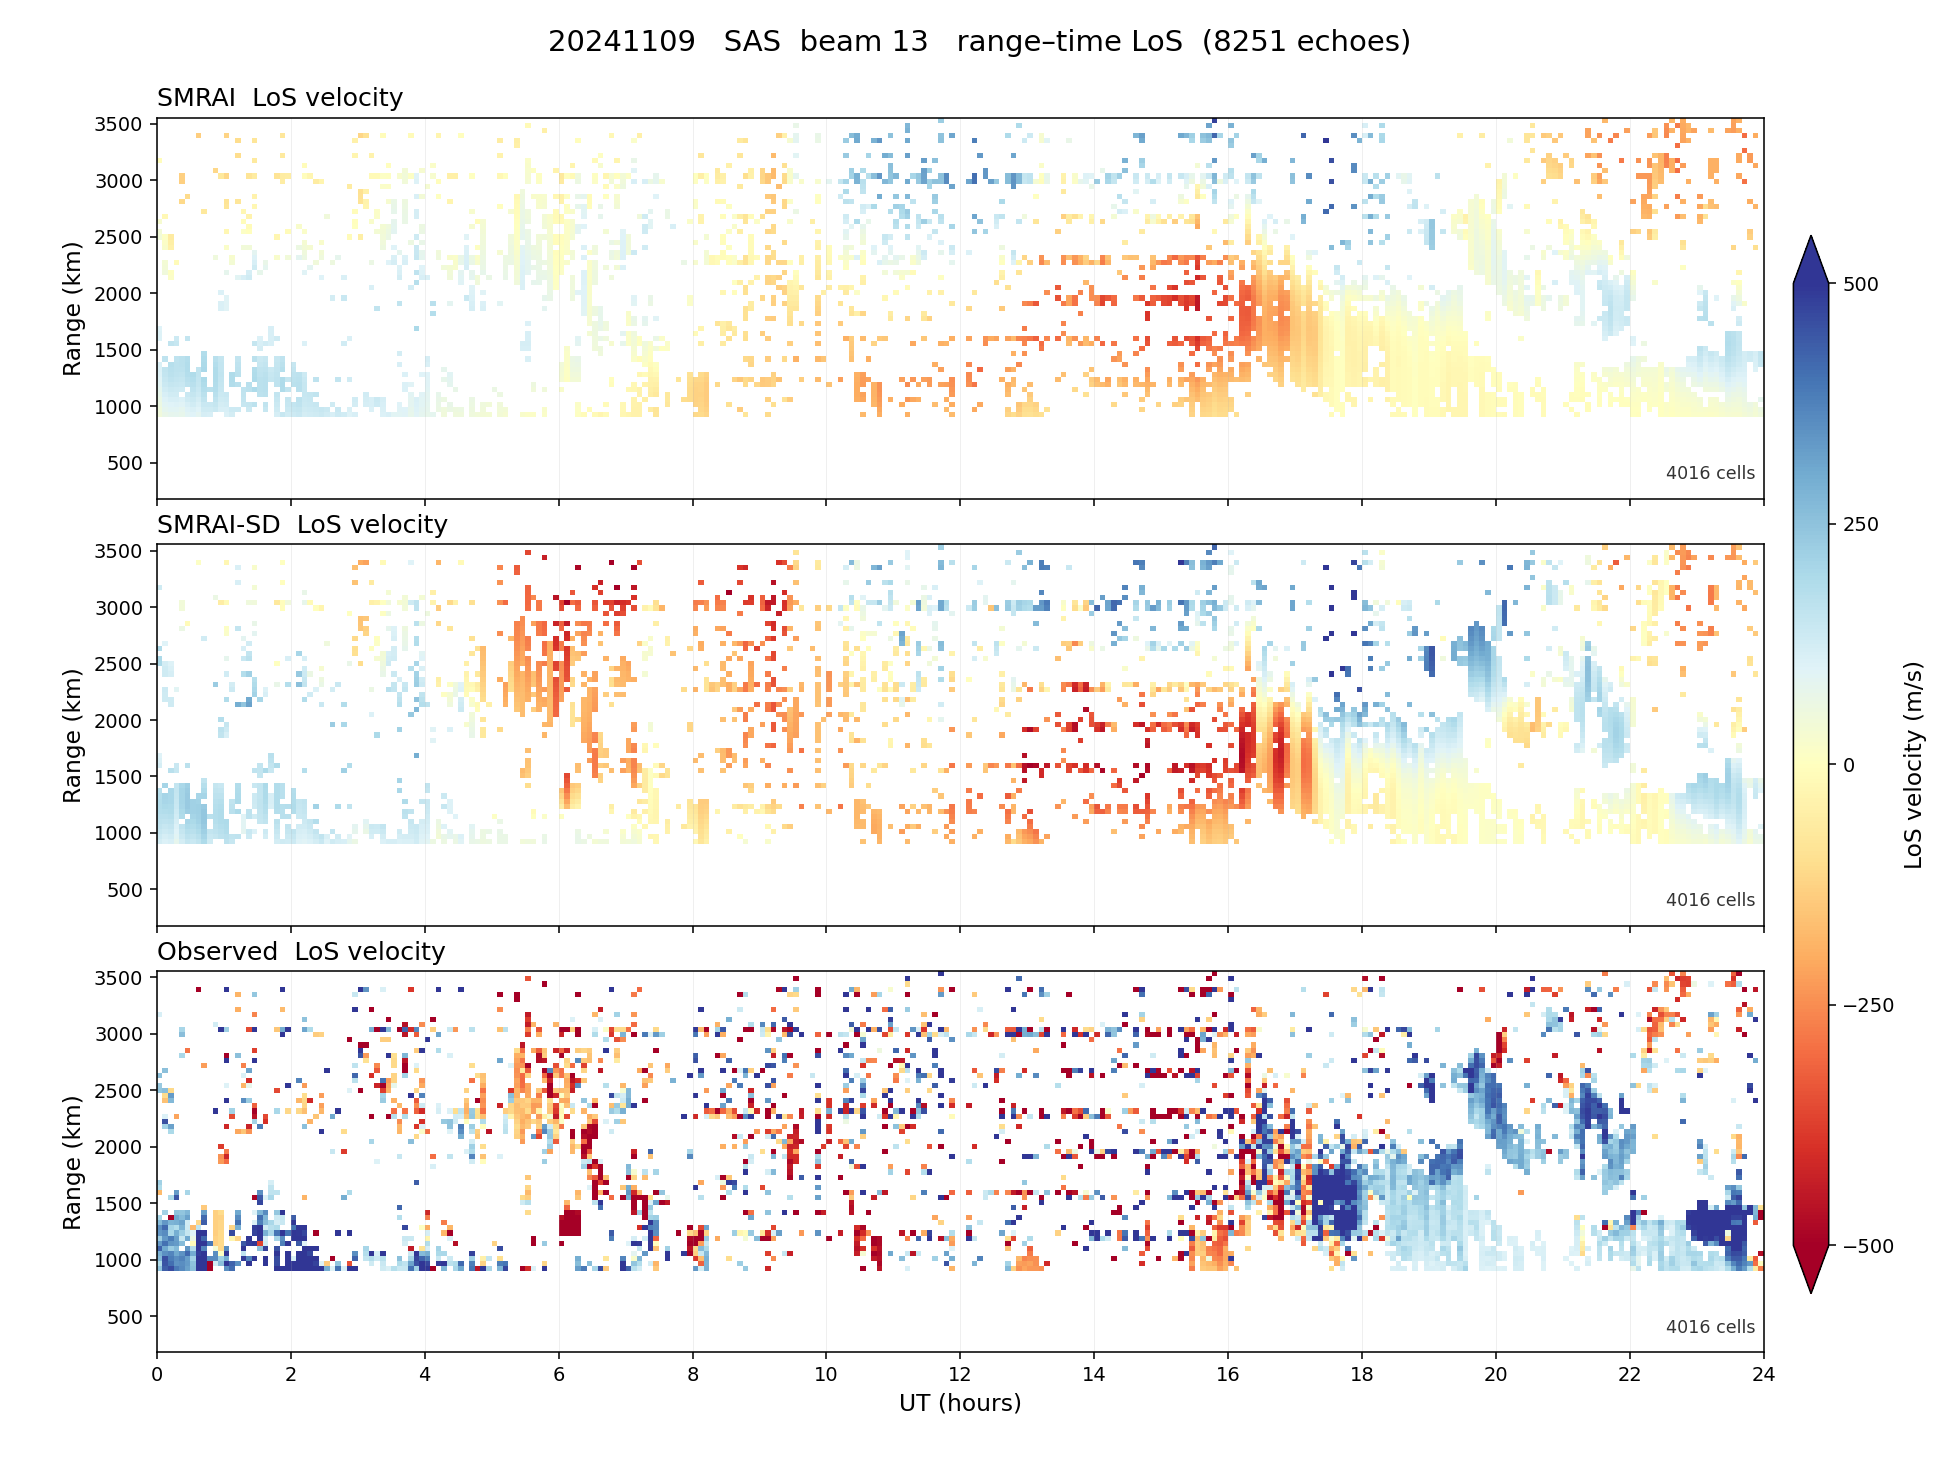 20241109   SAS  beam 13   range–time LoS  (8251 echoes)
SMRAI  LoS velocity
3500
3000
2500
2000
1500
1000
500
Range (km)
4016 cells
SMRAI-SD  LoS velocity
3500
3000
2500
2000
1500
1000
500
Range (km)
4016 cells
Observed  LoS velocity
3500
3000
2500
2000
1500
1000
500
Range (km)
4016 cells
0 2 4 6 8 10 12 14 16 18 20 22 24
UT (hours)
500
250
0
−250
−500
LoS velocity (m/s)